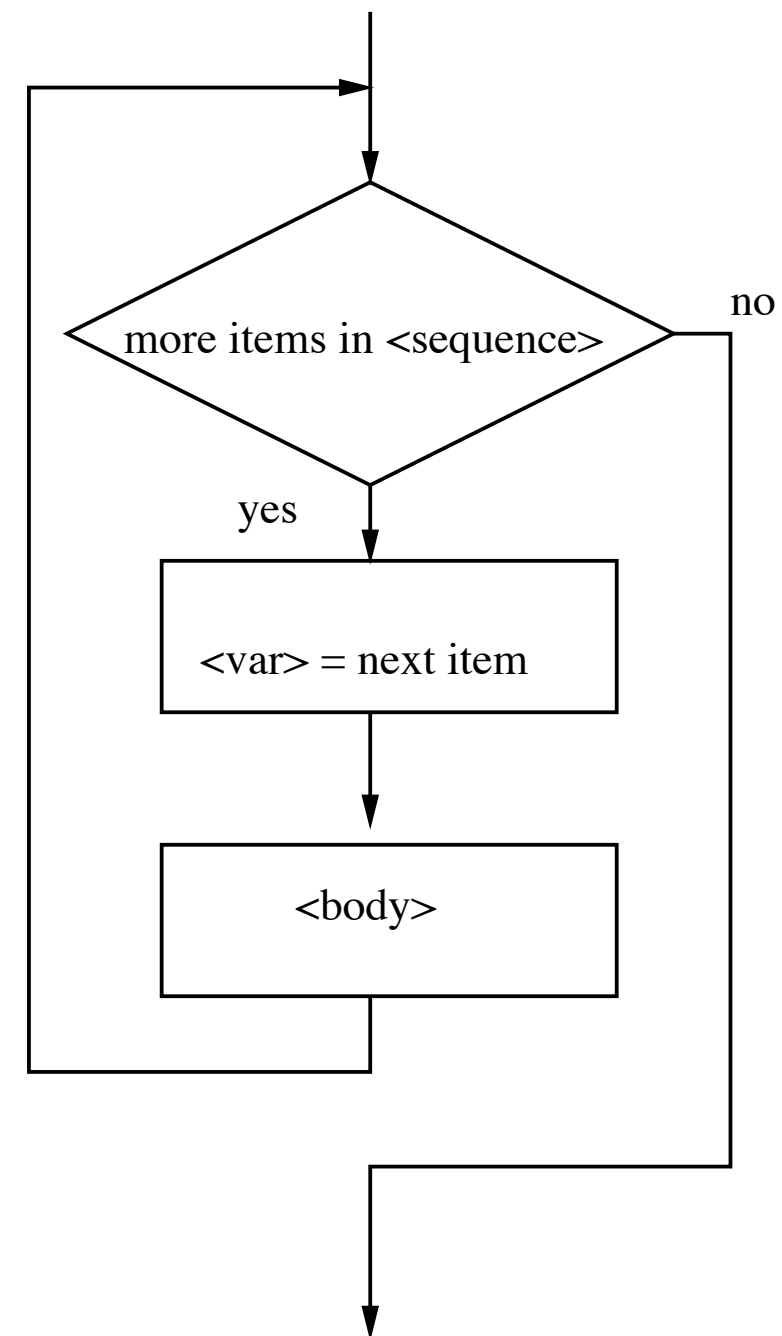 no
more items in <sequence>
yes
<var> = next item
<body>